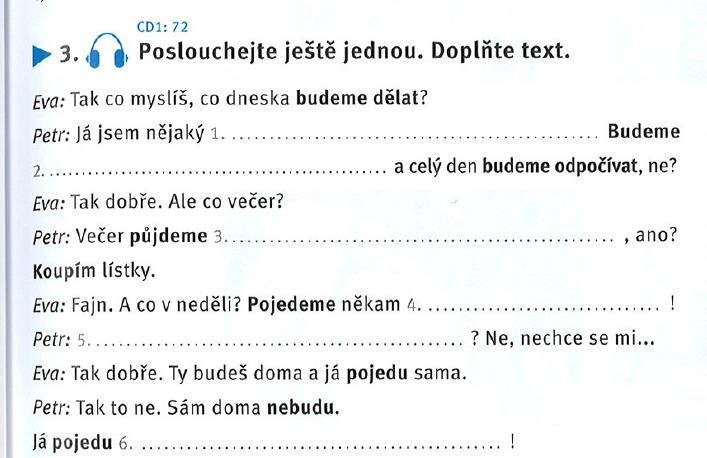 CD1: 72
3. Poslouchejte ještě jednou. Doplňte text.
Eva: Tak co myslíš, co dneska budeme dělat?
Petr: Já jsem nějaký 1. ........................................................ Budeme
2. ........................................................ a celý den budeme odpočívat, ne?
Eva: Tak dobře. Ale co večer?
Petr: Večer půjdeme 3. ........................................................ , ano?
Koupím lístky.
Eva: Fajn. A co v neděli? Pojedeme někam 4. ........................................ !
Petr: 5. ........................................................ ? Ne, nechce se mi...
Eva: Tak dobře. Ty budeš doma a já pojedu sama.
Petr: Tak to ne. Sám doma nebudu.
Já pojedu 6. ........................................................ !